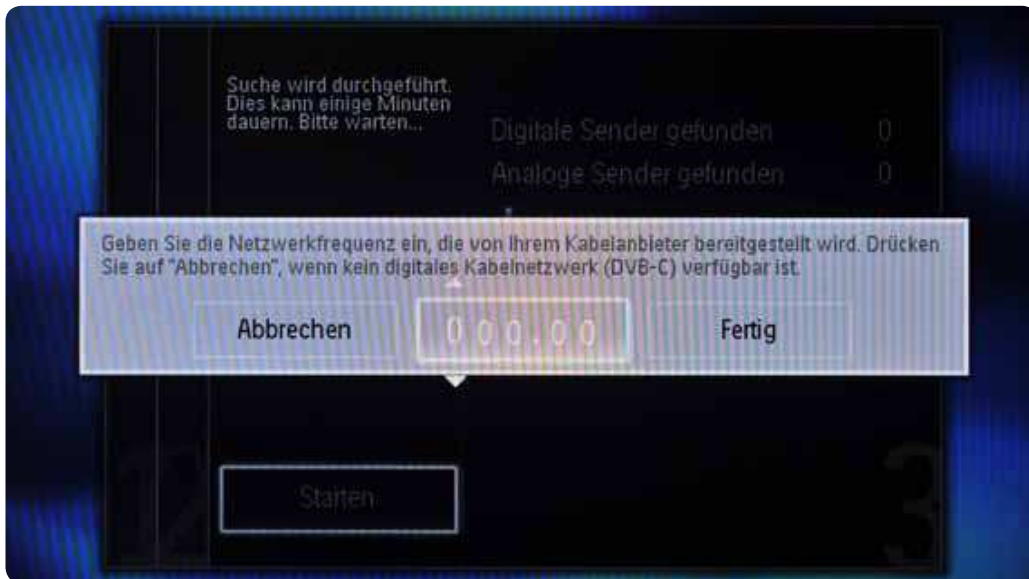 Suche wird durchgeführt.
Dies kann einige Minuten
dauern. Bitte warten...
Digitale Sender gefunden 0
Analoge Sender gefunden 0
Geben Sie die Netzwerkfrequenz ein, die von Ihrem Kabelanbieter bereitgestellt wird. Drücken
Sie auf "Abbrechen", wenn kein digitales Kabelnetzwerk (DVB-C) verfügbar ist.
Abbrechen 000.00 Fertig
Starten
12 3